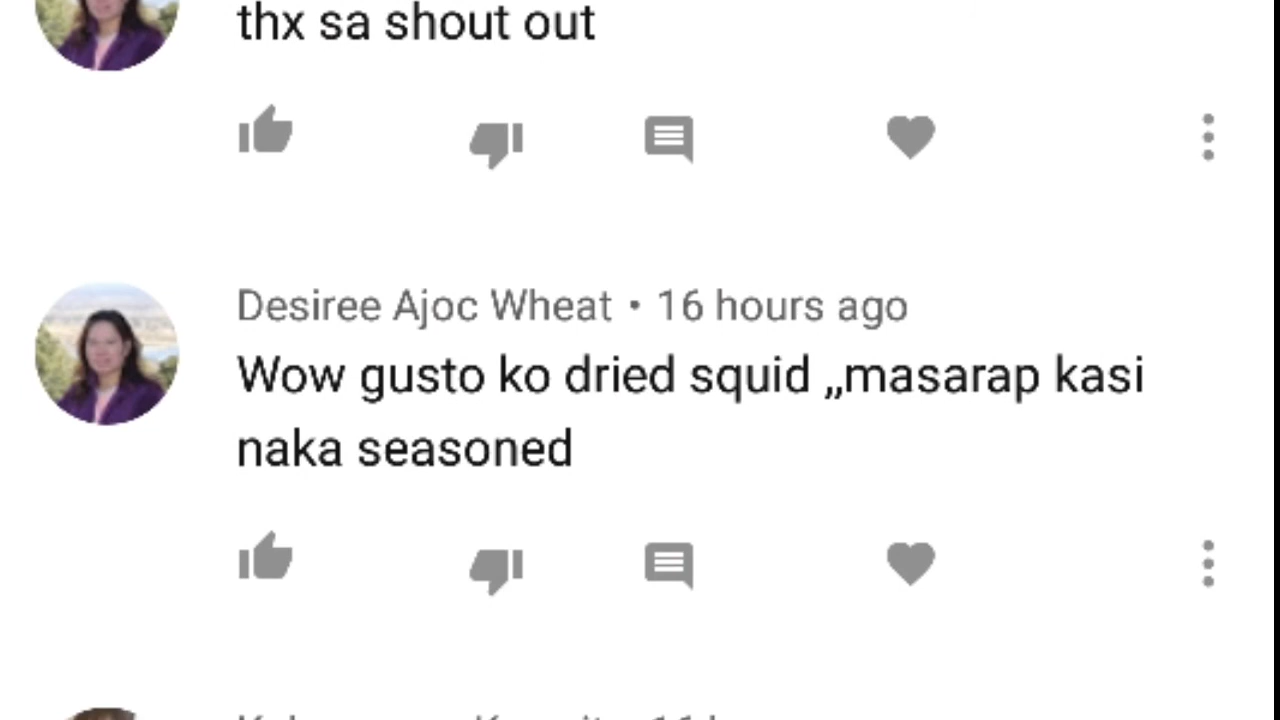 thx sa shout out
Desiree Ajoc Wheat • 16 hours ago
Wow gusto ko dried squid ,,masarap kasi
naka seasoned